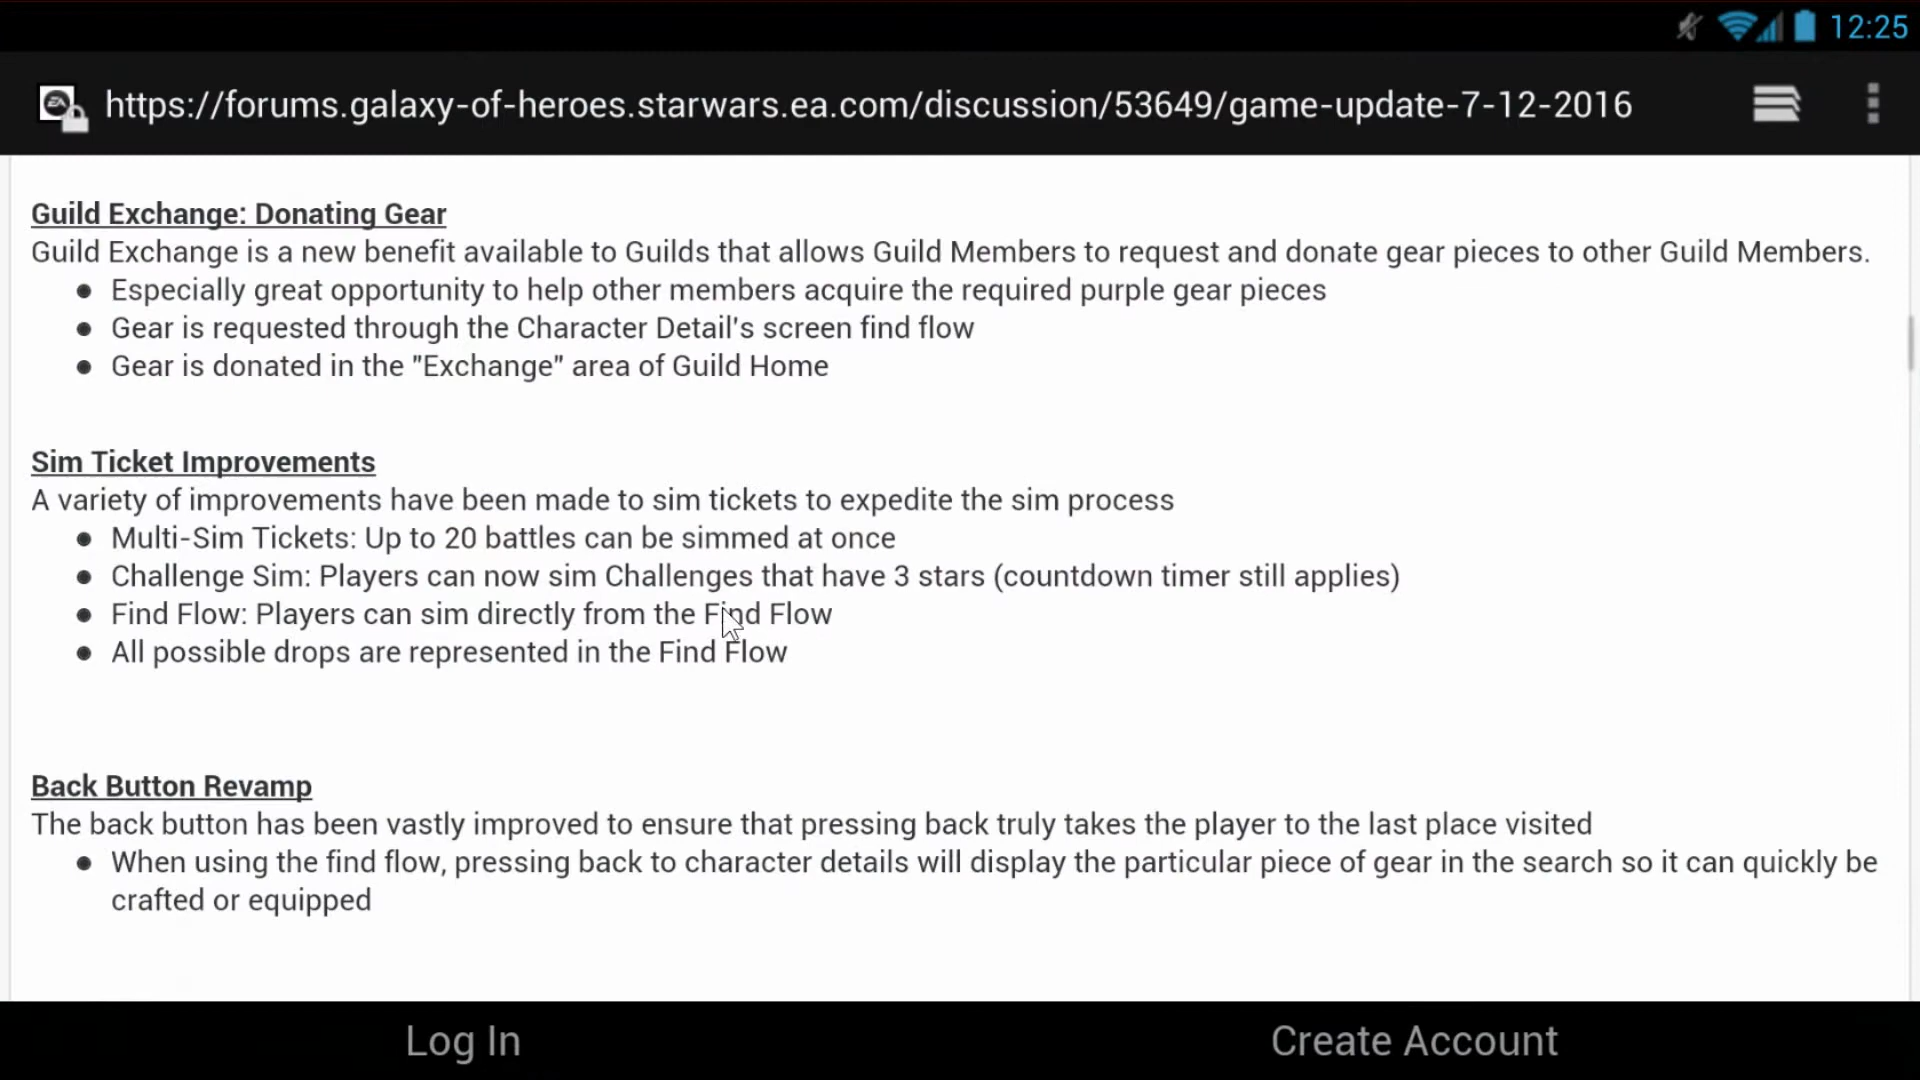 12:25
EA
https://forums.galaxy-of-heroes.starwars.ea.com/discussion/53649/game-update-7-12-2016
Guild Exchange: Donating Gear
Guild Exchange is a new benefit available to Guilds that allows Guild Members to request and donate gear pieces to other Guild Members.
Especially great opportunity to help other members acquire the required purple gear pieces
Gear is requested through the Character Detail's screen find flow
Gear is donated in the "Exchange" area of Guild Home
Sim Ticket Improvements
A variety of improvements have been made to sim tickets to expedite the sim process
Multi-Sim Tickets: Up to 20 battles can be simmed at once
Challenge Sim: Players can now sim Challenges that have 3 stars (countdown timer still applies)
Find Flow: Players can sim directly from the Find Flow
All possible drops are represented in the Find Flow
Back Button Revamp
The back button has been vastly improved to ensure that pressing back truly takes the player to the last place visited
When using the find flow, pressing back to character details will display the particular piece of gear in the search so it can quickly be
crafted or equipped
Log In
Create Account